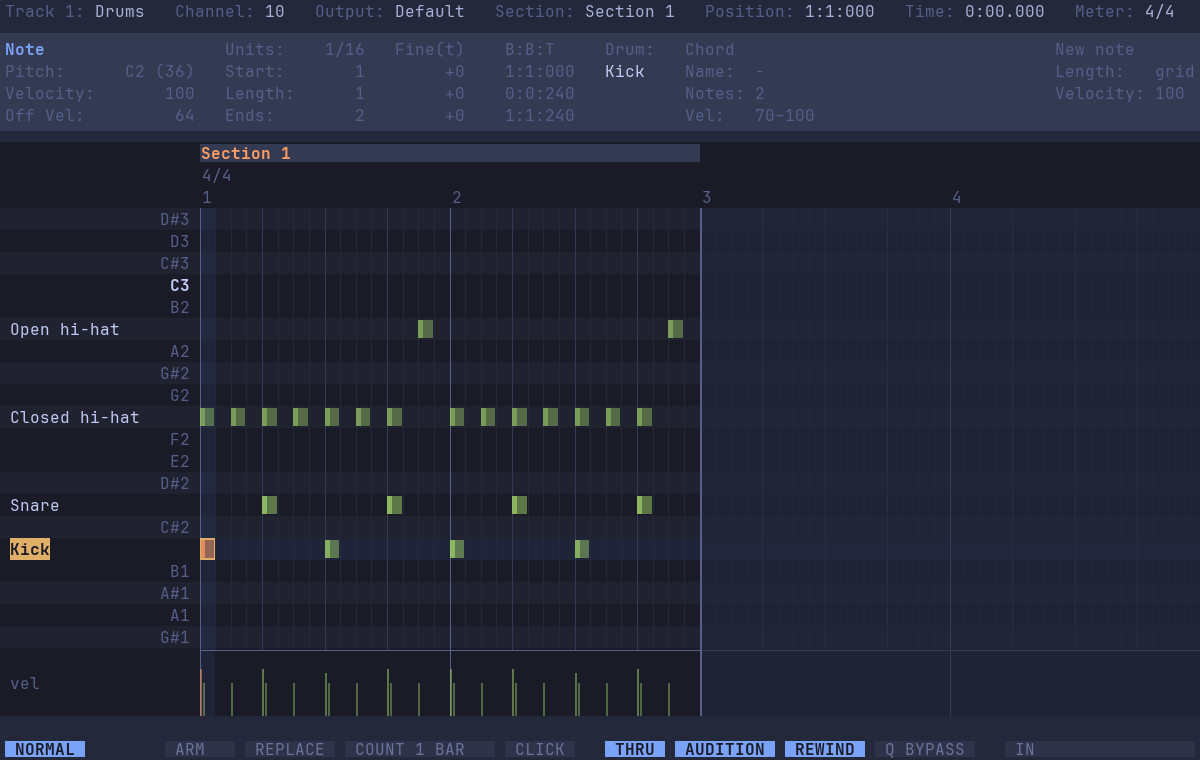 Track 1: Drums Channel: 10 Output: Default Section: Section 1 Position: 1:1:000 Time: 0:00.000 Meter: 4/4
Note Units: 1/16 Fine(t) B:B:T Drum: Chord New note
Pitch: C2 (36) Start: 1 +0 1:1:000 Kick Name: - Length: grid
Velocity: 100 Length: 1 +0 0:0:240 Notes: 2 Velocity: 100
Off Vel: 64 Ends: 2 +0 1:1:240 Vel: 70-100
Section 1
4/4
1 2 3 4
D#3
D3
C#3
C3
B2
Open hi-hat
A2
G#2
G2
Closed hi-hat
F2
E2
D#2
Snare
C#2
Kick
B1
A#1
A1
G#1
vel
NORMAL ARM REPLACE COUNT 1 BAR CLICK THRU AUDITION REWIND Q BYPASS IN